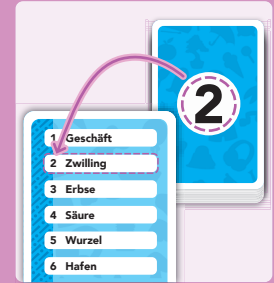 2
1 Geschäft
2 Zwilling
3 Erbse
4 Säure
5 Wurzel
6 Hafen